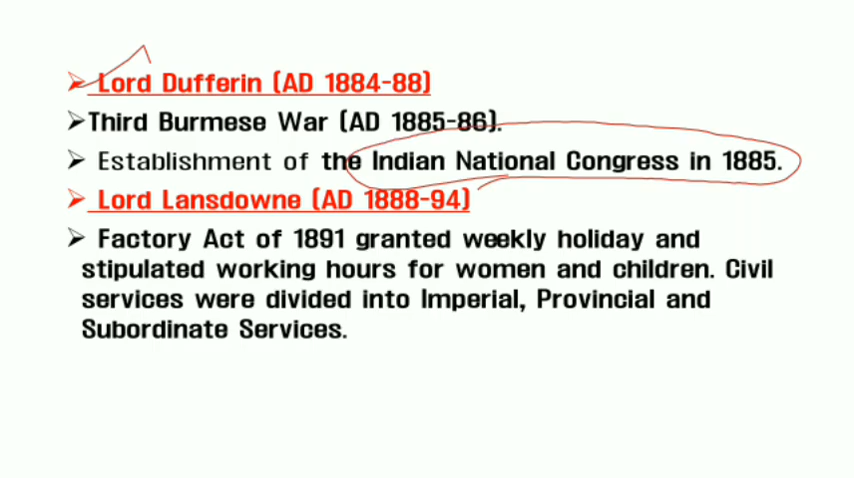 ➢ Lord Dufferin (AD 1884-88)
➢Third Burmese War (AD 1885-86).
➢ Establishment of the Indian National Congress in 1885.
➢ Lord Lansdowne (AD 1888-94)
➢ Factory Act of 1891 granted weekly holiday and
stipulated working hours for women and children. Civil
services were divided into Imperial, Provincial and
Subordinate Services.